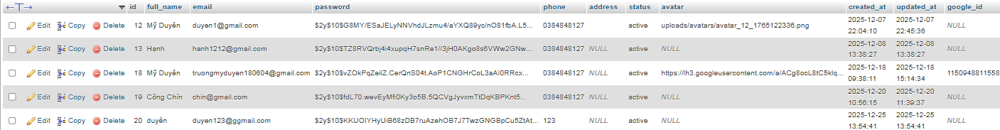 ←T→ id full_name email password phone address status avatar created_at updated_at google_id
Edit Copy Delete 12 Mỹ Duyên duyen1@gmail.com $2y$10$G8MY/ESaJELyNNVhdJLzmu4/aYXQ89yc/nO81fbA.L5... 0384848127 active uploads/avatars/avatar_12_1765122336.png 2025-12-07 22:04:10 2025-12-07 22:45:36 NULL
Edit Copy Delete 13 Hạnh hanh1212@gmail.com $2y$10$TZ8RVQrbj4i4xupqH7snRe1//3jH0AKgo8s6VWw2GNw... 0384848127 NULL active NULL 2025-12-08 13:38:27 2025-12-08 13:38:27 NULL
Edit Copy Delete 18 Mỹ Duyên truongmyduyen180604@gmail.com $2y$10$vZOkPqZeilZ.CerQnS04t.AoP1CNGHrCoL3aAI0RRcx... 0384848127 NULL active https://lh3.googleusercontent.com/a/ACg8ocL8tC5klq... 2025-12-18 09:38:11 2025-12-18 15:14:34 1150948811558
Edit Copy Delete 19 Công Chín chin@gmail.com $2y$10$fdL70.wevEyMfi0Ky3o5B.5QCVgJyvxmTtDqKBPKnt5... 0384848127 NULL active NULL 2025-12-20 10:56:15 2025-12-20 11:39:37 NULL
Edit Copy Delete 20 duyên duyen123@ggmail.com $2y$10$KKUOIYHyUiB68zDB7ruAzehOB7J7TwzGNGBpCu5ZtAt... 123 NULL active NULL 2025-12-25 13:54:41 2025-12-25 13:54:41 NULL